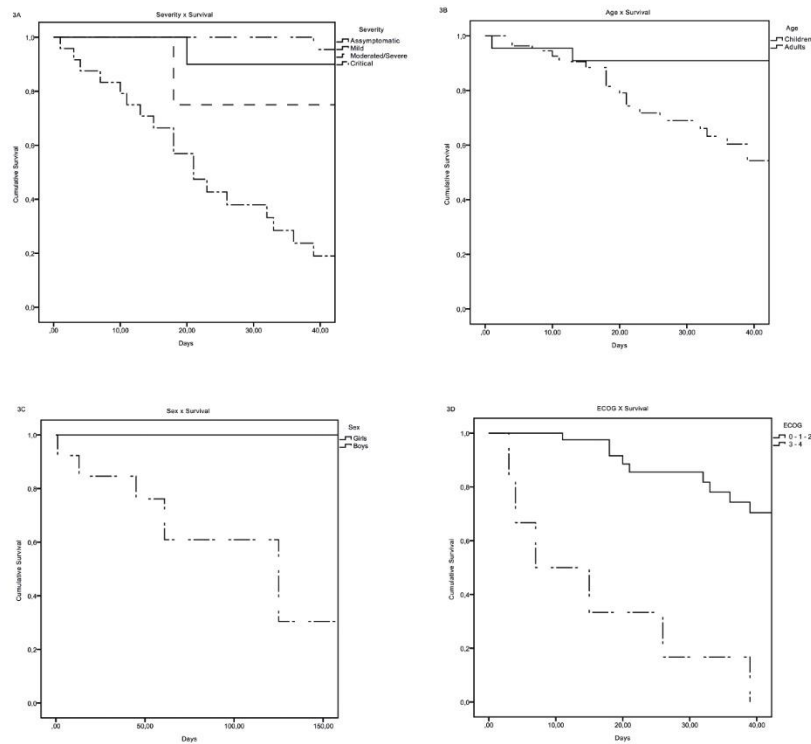 3A
Severity x Survival
Severity
Assymptomatic
Mild
Moderated/Severe
Critical
Cumulative Survival
1,0
0,8
0,6
0,4
0,2
0,0
,00
10,00
20,00
30,00
40,00
Days
3B
Age x Survival
Age
Children
Adults
Cumulative Survival
1,0
0,8
0,6
0,4
0,2
0,0
,00
10,00
20,00
30,00
40,00
Days
3C
Sex x Survival
Sex
Girls
Boys
Cumulative Survival
1,0
0,8
0,6
0,4
0,2
0,0
,00
50,00
100,00
150,00
Days
3D
ECOG X Survival
ECOG
0 - 1 - 2
3 - 4
Cumulative Survival
1,0
0,8
0,6
0,4
0,2
0,0
,00
10,00
20,00
30,00
40,00
Days